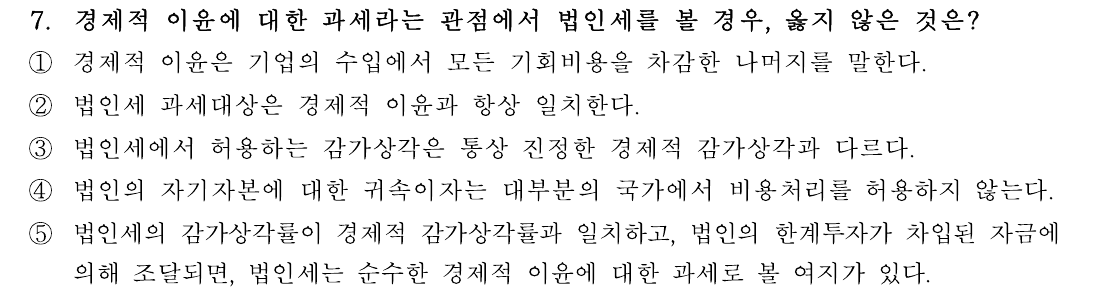 7. 경제적 이윤에 대한 과세라는 관점에서 법인세를 볼 경우, 옳지 않은 것은?
① 경제적 이윤은 기업의 수입에서 모든 기회비용을 차감한 나머지를 말한다.
② 법인세 과세대상은 경제적 이윤과 항상 일치한다.
③ 법인세에서 허용하는 감가상각은 통상 진정한 경제적 감가상각과 다르다.
④ 법인의 자기자본에 대한 귀속이자는 대부분의 국가에서 비용처리를 허용하지 않는다.
⑤ 법인세의 감가상각률이 경제적 감가상각률과 일치하고, 법인의 한계투자가 차입된 자금에
의해 조달되면, 법인세는 순수한 경제적 이윤에 대한 과세로 볼 여지가 있다.